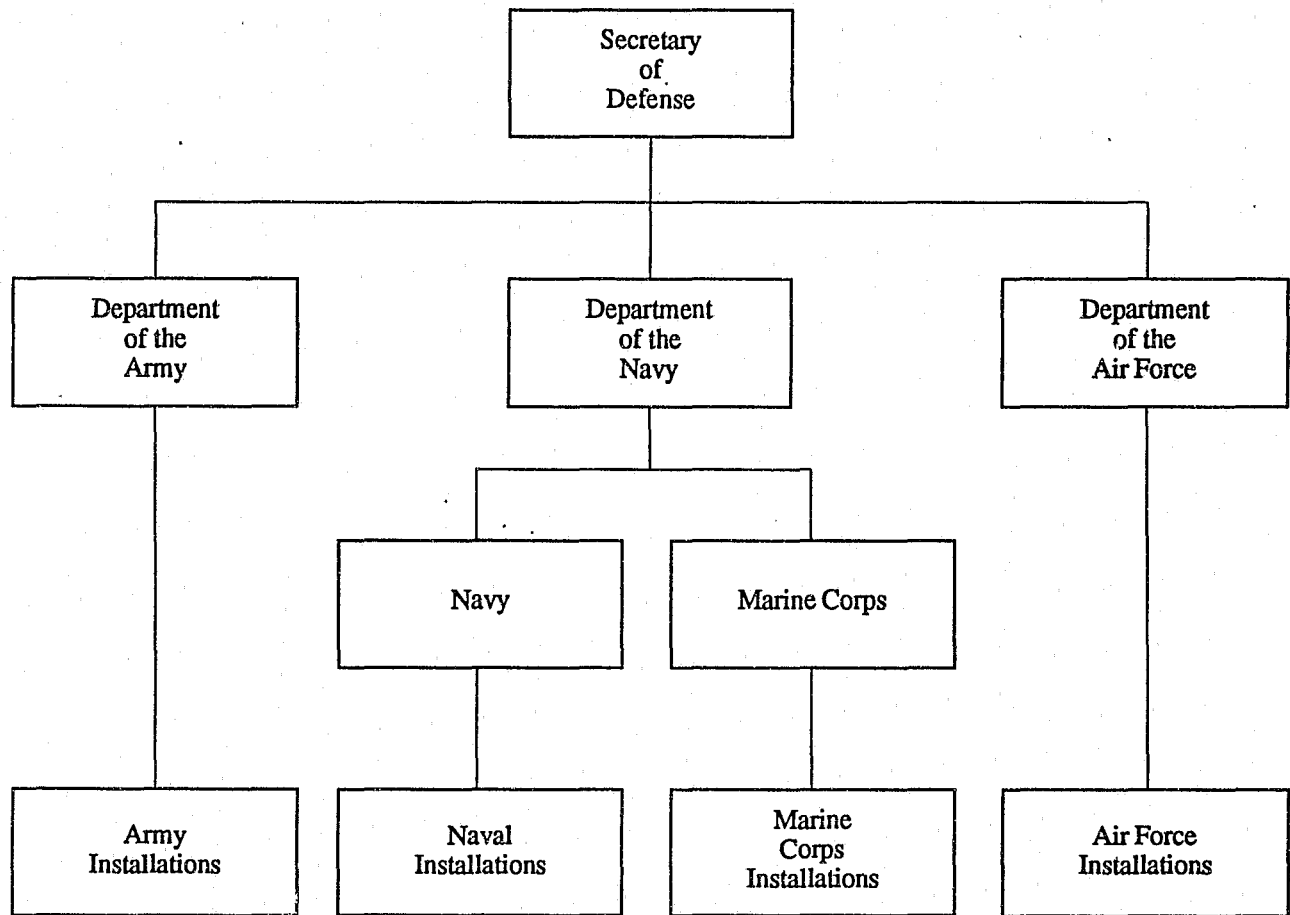 Secretary
of
Defense
Department
of the
Army
Department
of the
Navy
Department
of the
Air Force
Navy
Marine Corps
Army
Installations
Naval
Installations
Marine
Corps
Installations
Air Force
Installations